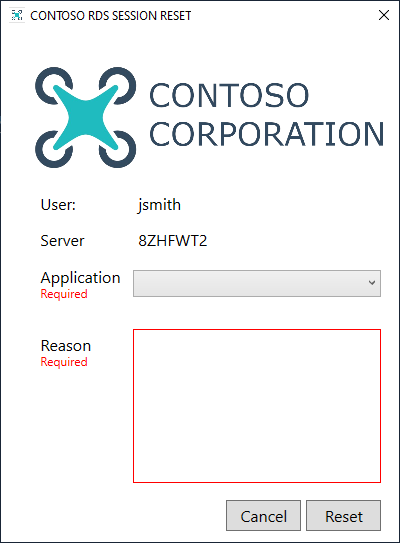 CONTOSO RDS SESSION RESET
CONTOSO
CORPORATION
User: jsmith
Server 8ZHFWT2
Application
Required
Reason
Required
Cancel Reset